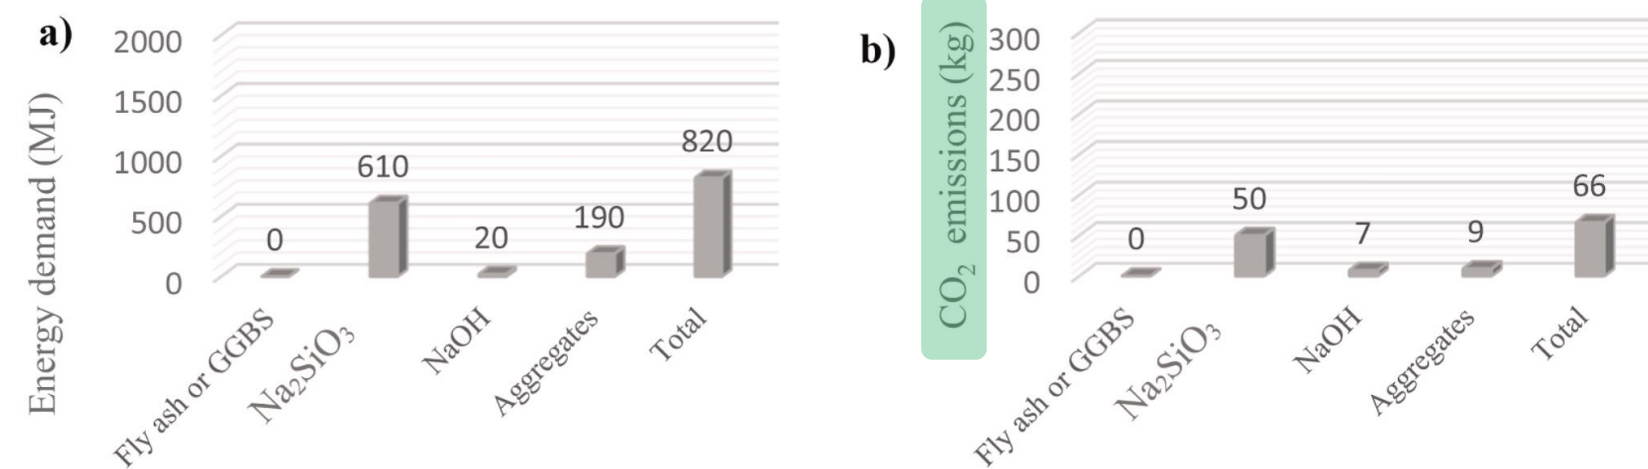 a)
Energy demand (MJ)
2000
1500
1000
500
0
0
610
20
190
820
Fly ash or GGBS
Na₂SiO₃
NaOH
Aggregates
Total
b)
CO₂ emissions (kg)
300
250
200
150
100
50
0
0
50
7
9
66
Fly ash or GGBS
Na₂SiO₃
NaOH
Aggregates
Total